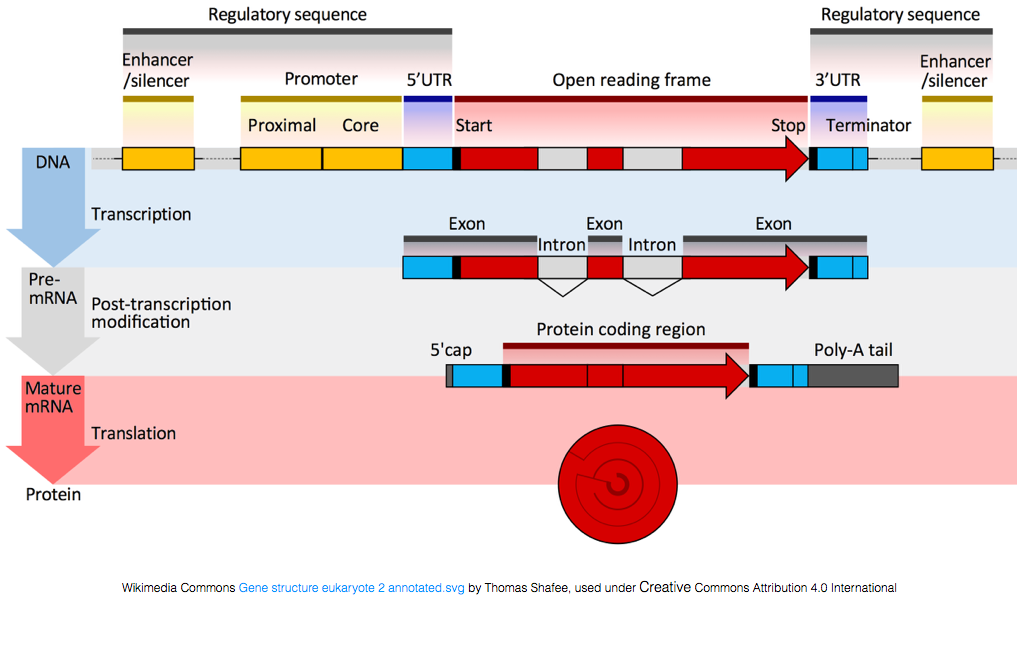 Regulatory sequence
Regulatory sequence
Enhancer
/silencer
Promoter
5’UTR
Open reading frame
3’UTR
Enhancer
/silencer
Proximal
Core
Start
Stop
Terminator
DNA
Transcription
Exon
Intron
Exon
Intron
Exon
Pre-
mRNA
Post-transcription
modification
Protein coding region
5'cap
Poly-A tail
Mature
mRNA
Translation
Protein
Wikimedia Commons Gene structure eukaryote 2 annotated.svg by Thomas Shafee, used under Creative Commons Attribution 4.0 International